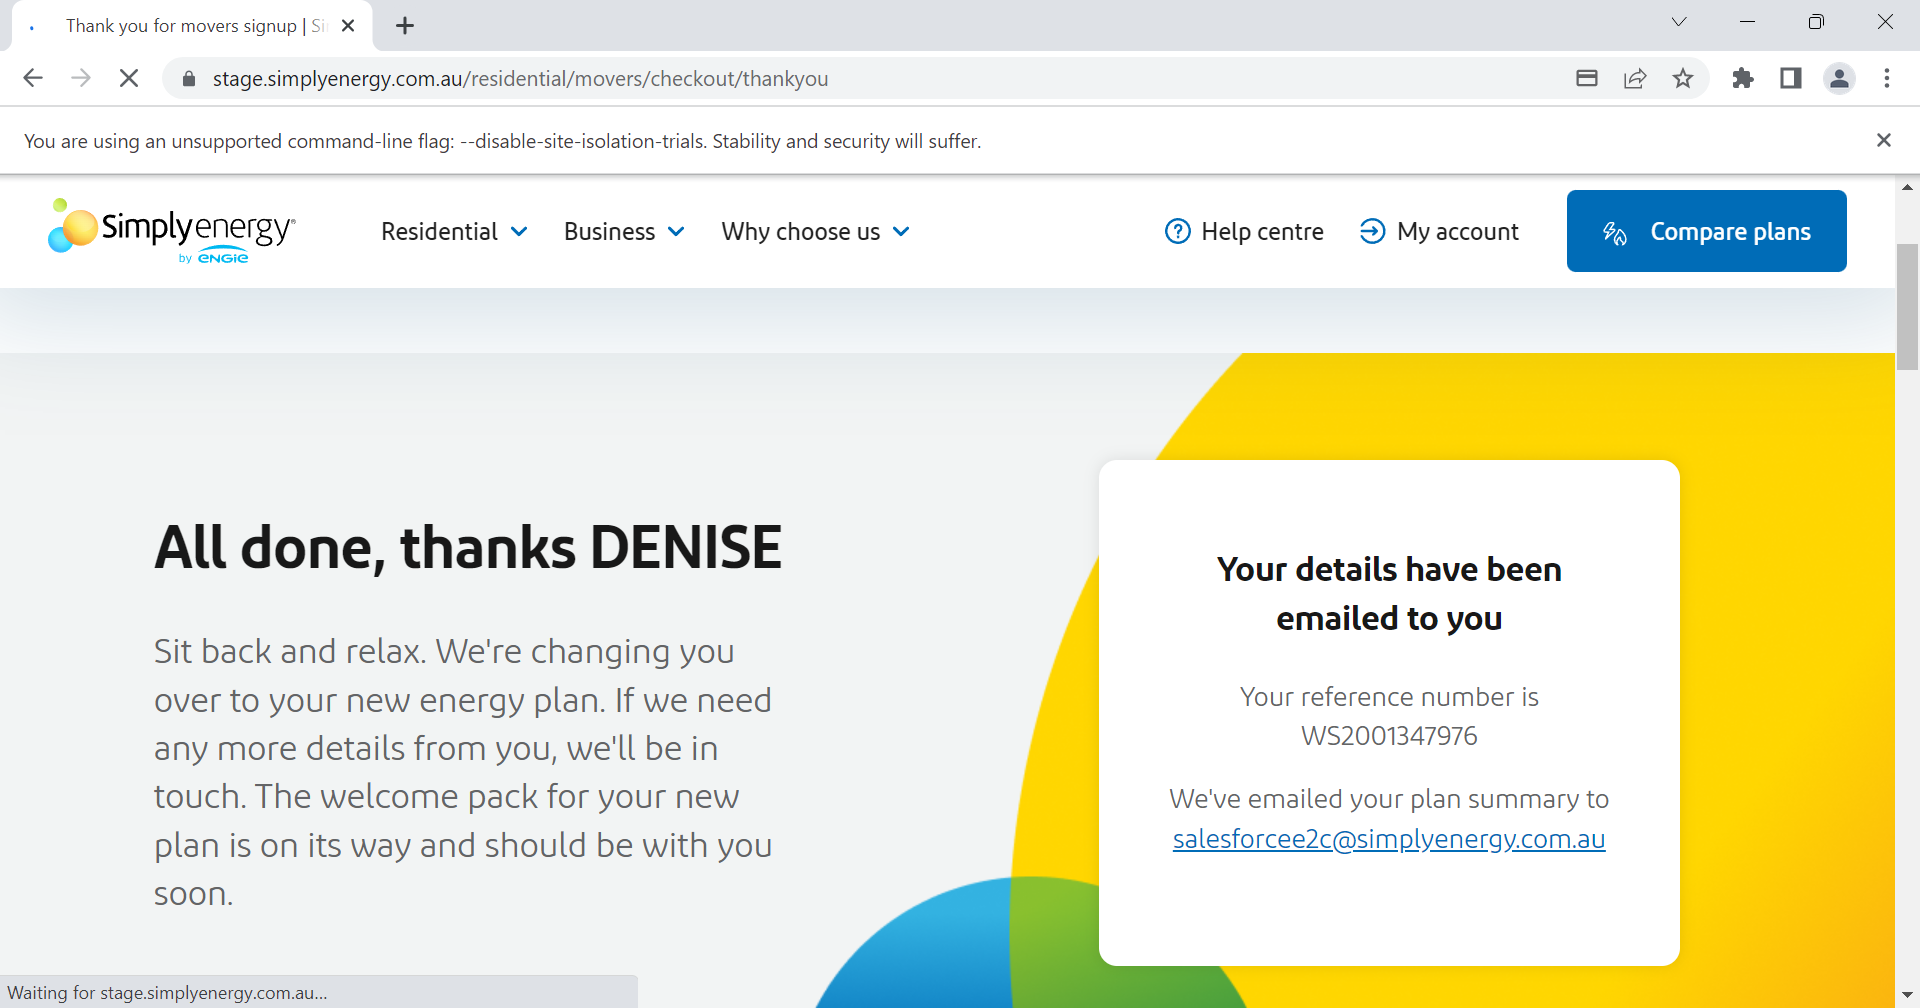 Thank you for movers signup | Si
stage.simplyenergy.com.au/residential/movers/checkout/thankyou
You are using an unsupported command-line flag: --disable-site-isolation-trials. Stability and security will suffer.
Simplyenergy
by ENGIE
Residential
Business
Why choose us
Help centre
My account
Compare plans
All done, thanks DENISE
Sit back and relax. We're changing you
over to your new energy plan. If we need
any more details from you, we'll be in
touch. The welcome pack for your new
plan is on its way and should be with you
soon.
Your details have been
emailed to you
Your reference number is
WS2001347976
We've emailed your plan summary to
salesforcee2c@simplyenergy.com.au
Waiting for stage.simplyenergy.com.au...